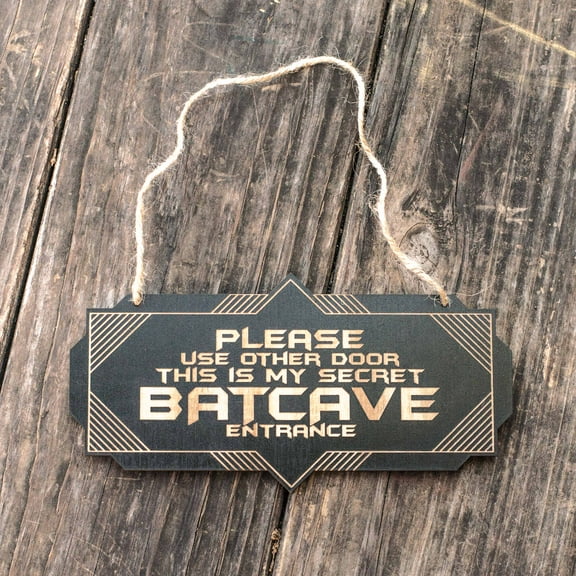 PLEASE
USE OTHER DOOR
THIS IS MY SECRET
BATCAVE
ENTRANCE